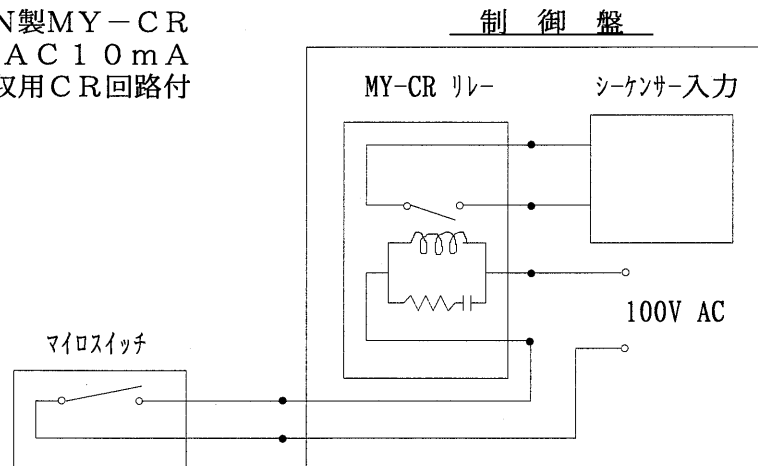 N製MY-CR
AC10mA
取用CR回路付
制御盤
MY-CR リレー
シーケンサー入力
100V AC
マイロスイッチ